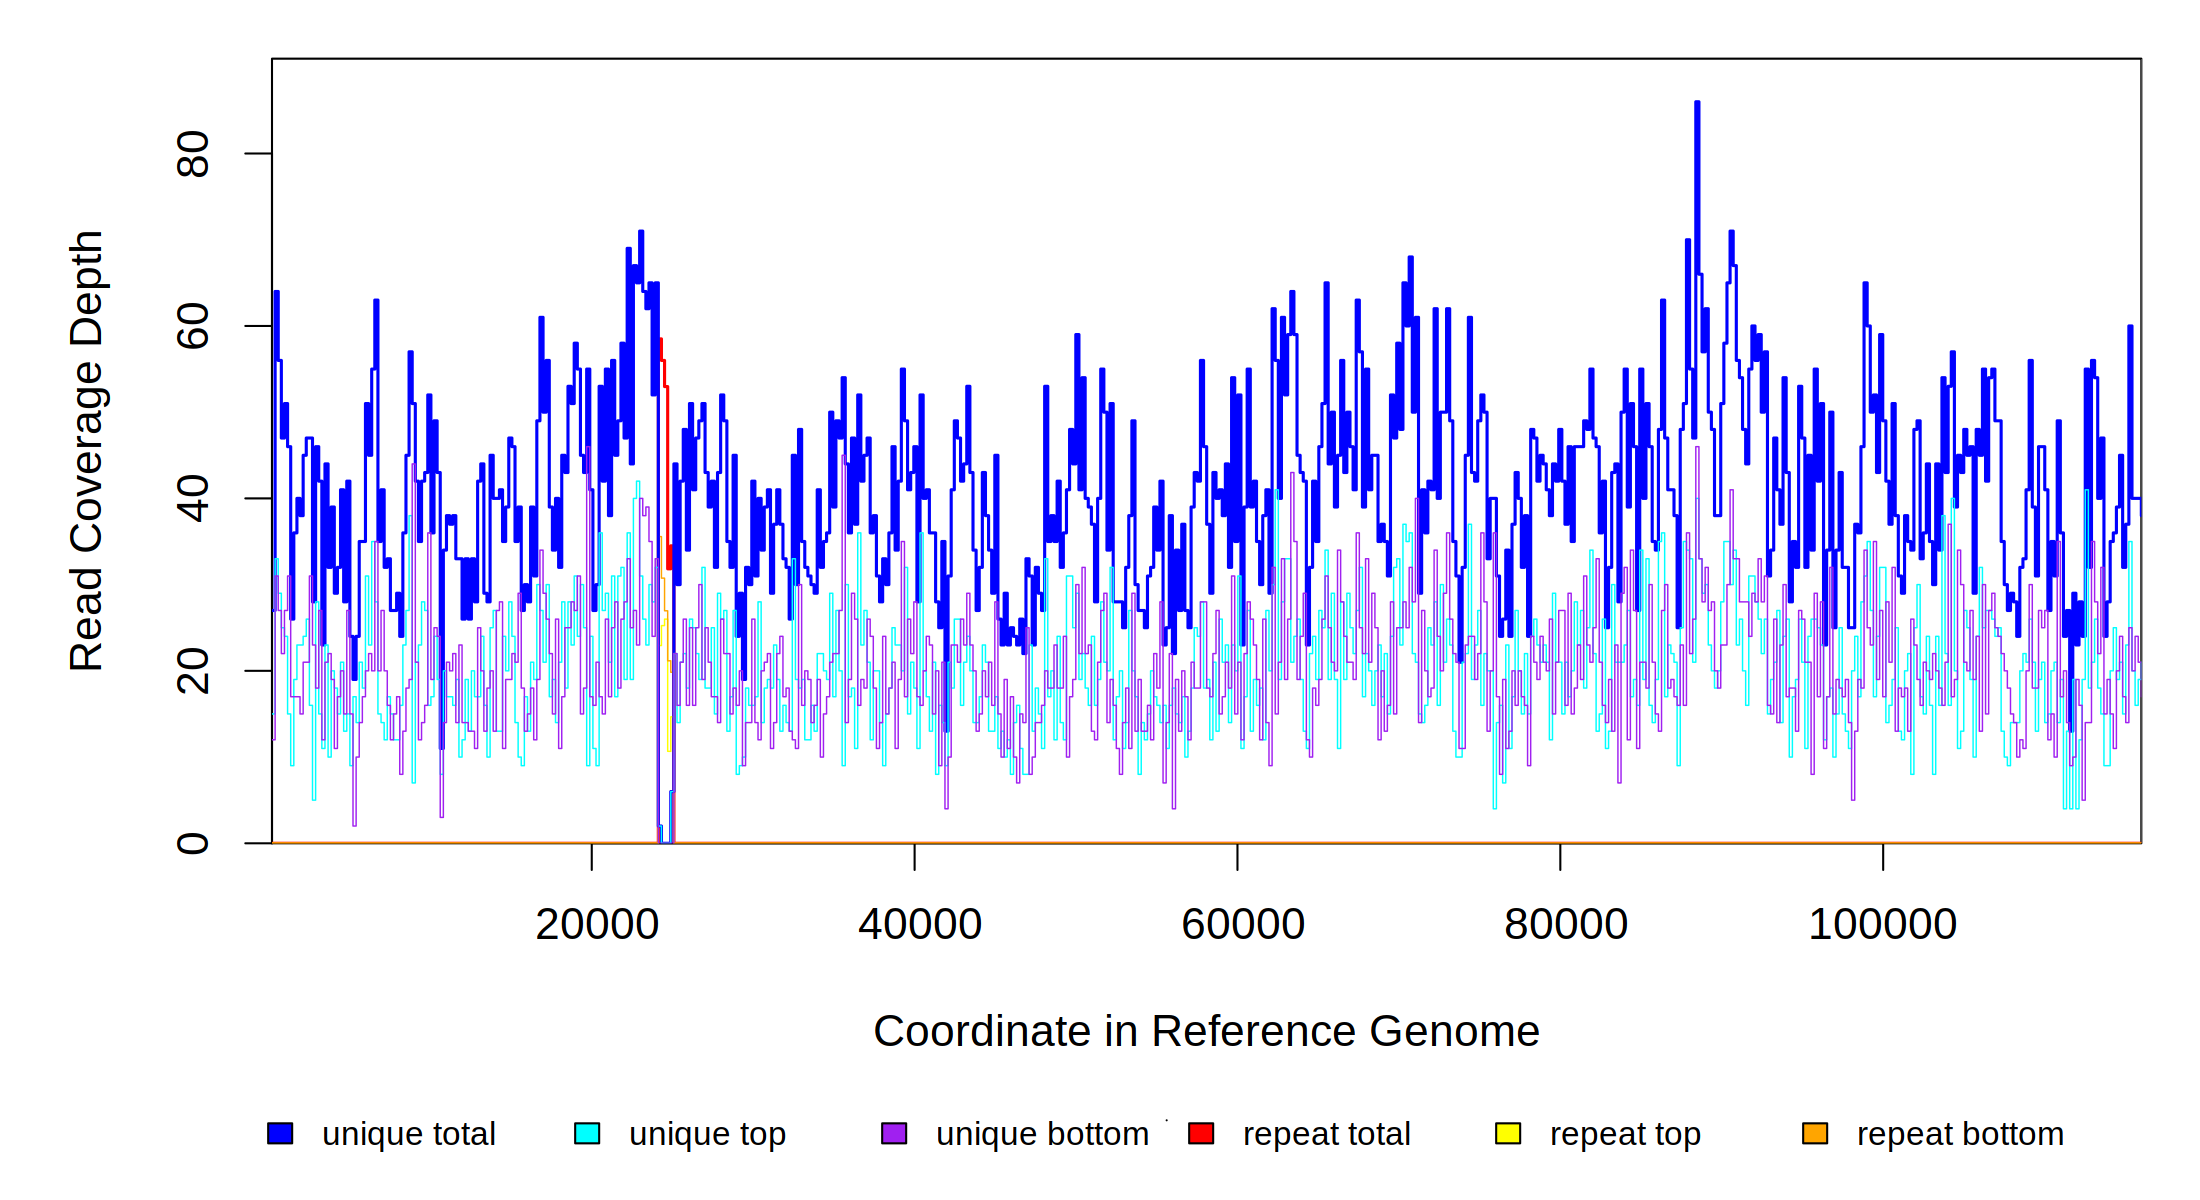 80
60
40
20
0
Read Coverage Depth
20000 40000 60000 80000 100000
Coordinate in Reference Genome
unique total unique top unique bottom repeat total repeat top repeat bottom